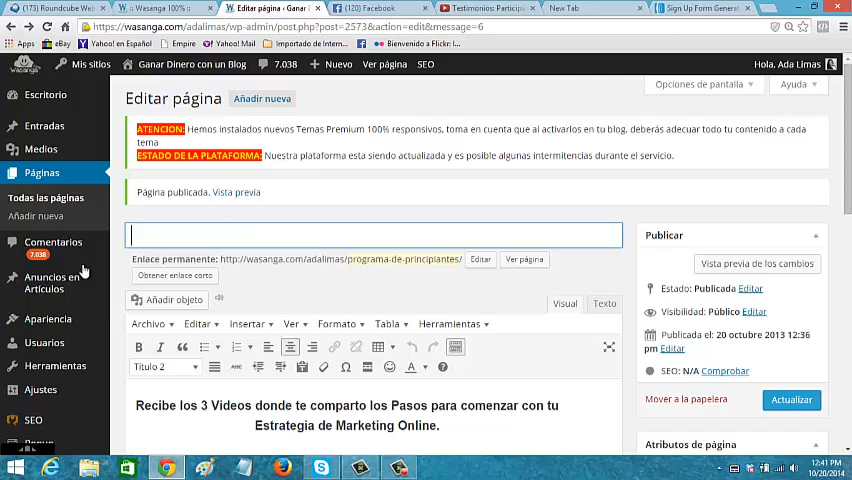 (173) Roundcube Web
:: Wasanga 100% ::
Editar página ‹ Ganar
(120) Facebook
Testimonios: Particip
New Tab
Sign Up Form Generat
https://wasanga.com/adalimas/wp-admin/post.php?post=2573&action=edit&message=6
Apps
eBay
Yahoo! en Español
Y! Yahoo!
Importado de Internet
Bienvenido a Flickr:
Mis sitios
Ganar Dinero con un Blog
7.038
Nuevo
Ver página
SEO
Hola, Ada Limas
Escritorio
Entradas
Medios
Páginas
Todas las páginas
Añadir nueva
Comentarios
7.038
Anuncios en
Artículos
Apariencia
Usuarios
Herramientas
Ajustes
SEO
Opciones de pantalla
Ayuda
Editar página
Añadir nueva
ATENCION: Hemos instalados nuevos Temas Premium 100% responsivos, toma en cuenta que al activarlos en tu blog, deberás adecuar todo tu contenido a cada
tema
ESTADO DE LA PLATAFORMA: Nuestra plataforma esta siendo actualizada y es posible algunas intermitencias durante el servicio.
Página publicada. Vista previa
Enlace permanente: http://wasanga.com/adalimas/programa-de-principiantes/
Editar
Ver página
Obtener enlace corto
Añadir objeto
Visual
Texto
Archivo
Editar
Insertar
Ver
Formato
Tabla
Herramientas
Título 2
Recibe los 3 Videos donde te comparto los Pasos para comenzar con tu
Estrategia de Marketing Online.
Publicar
Vista previa de los cambios
Estado: Publicada Editar
Visibilidad: Público Editar
Publicada el: 20 octubre 2013 12:36
pm Editar
SEO: N/A Comprobar
Mover a la papelera
Actualizar
Atributos de página
12:41 PM
10/20/2014